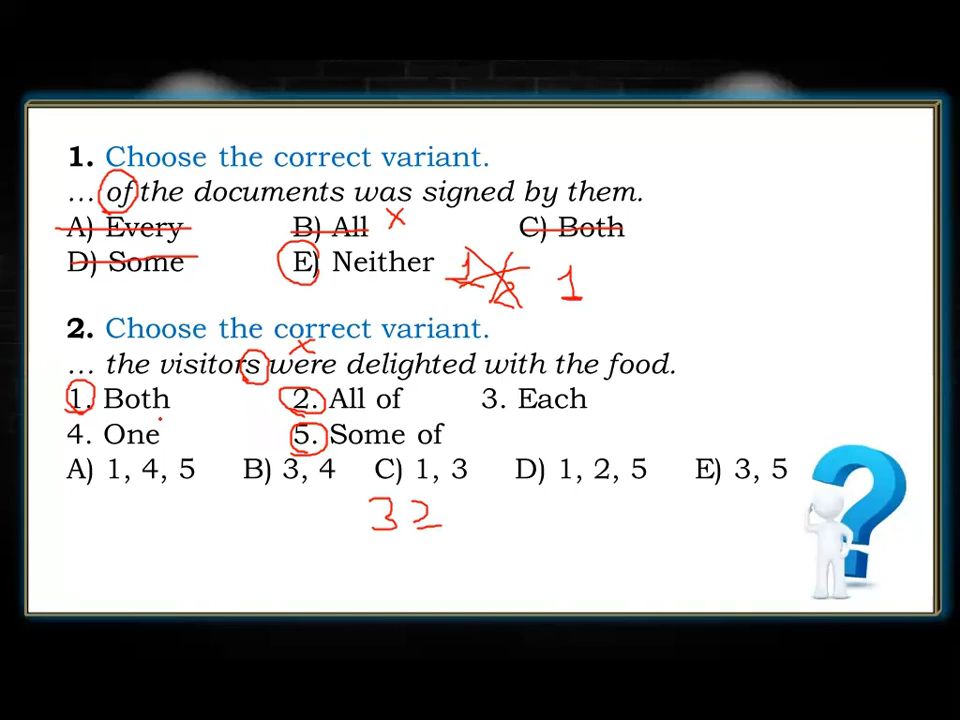 1. Choose the correct variant.
... of the documents was signed by them.
A) Every B) All x C) Both
D) Some E) Neither 1
2. Choose the correct variant.
x
... the visitors were delighted with the food.
1. Both 2. All of 3. Each
4. One 5. Some of
A) 1, 4, 5 B) 3, 4 C) 1, 3 D) 1, 2, 5 E) 3, 5
32